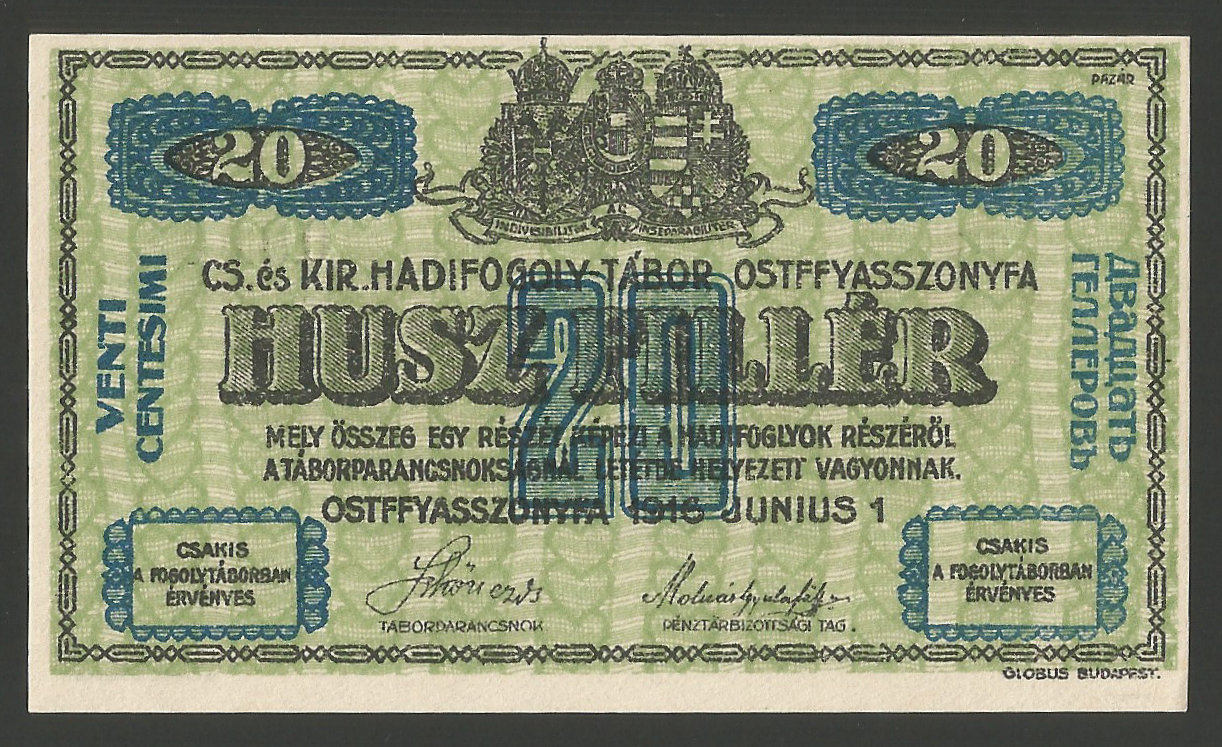 PAZÁR
20
20
INDIVISIBILITER AC INSEPARABILITER
CS. és KIR. HADIFOGOLY TÁBOR OSTFFYASSZONYFA
HUSZ FILLÉR
20
VENTI
CENTESIMI
Двадцать
Геллеровъ
MELY ÖSSZEG EGY RÉSZÉT KÉPEZI A HADIFOGLYOK RÉSZÉRŐL
A TÁBORPARANCSNOKSÁGNÁL LETÉTBE HELYEZETT VAGYONNAK.
OSTFFYASSZONYFA 1916 JUNIUS 1
CSAKIS
A FOGOLYTÁBORBAN
ÉRVÉNYES
CSAKIS
A FOGOLYTÁBORBAN
ÉRVÉNYES
TÁBORPARANCSNOK
PÉNZTÁRBIZOTTSÁGI TAG.
GLOBUS BUDAPEST.